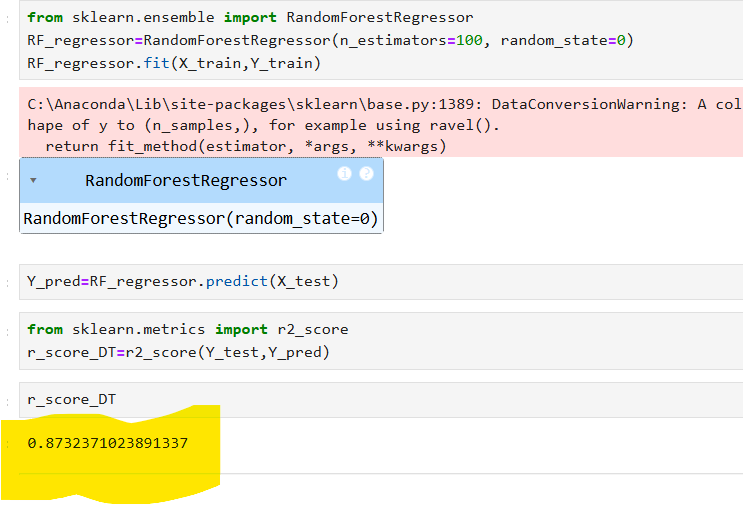 from sklearn.ensemble import RandomForestRegressor
RF_regressor=RandomForestRegressor(n_estimators=100, random_state=0)
RF_regressor.fit(X_train,Y_train)
C:\Anaconda\Lib\site-packages\sklearn\base.py:1389: DataConversionWarning: A col
hape of y to (n_samples,), for example using ravel().
  return fit_method(estimator, *args, **kwargs)
▾ RandomForestRegressor i ?
RandomForestRegressor(random_state=0)
Y_pred=RF_regressor.predict(X_test)
from sklearn.metrics import r2_score
r_score_DT=r2_score(Y_test,Y_pred)
r_score_DT
0.8732371023891337